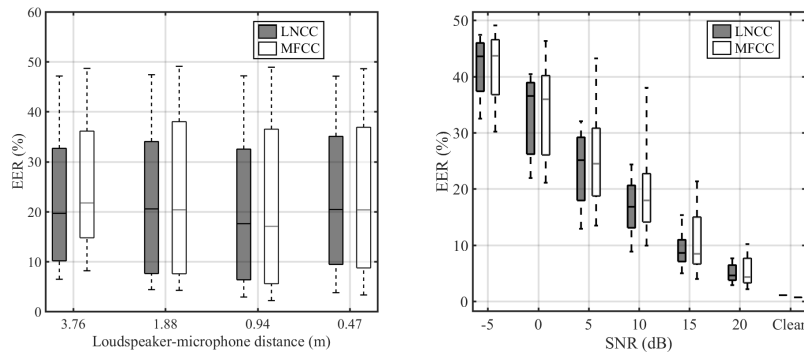 EER (%)
60
50
40
30
20
10
0
LNCC
MFCC
3.76 1.88 0.94 0.47
Loudspeaker-microphone distance (m)
EER (%)
50
40
30
20
10
0
LNCC
MFCC
-5 0 5 10 15 20 Clean
SNR (dB)